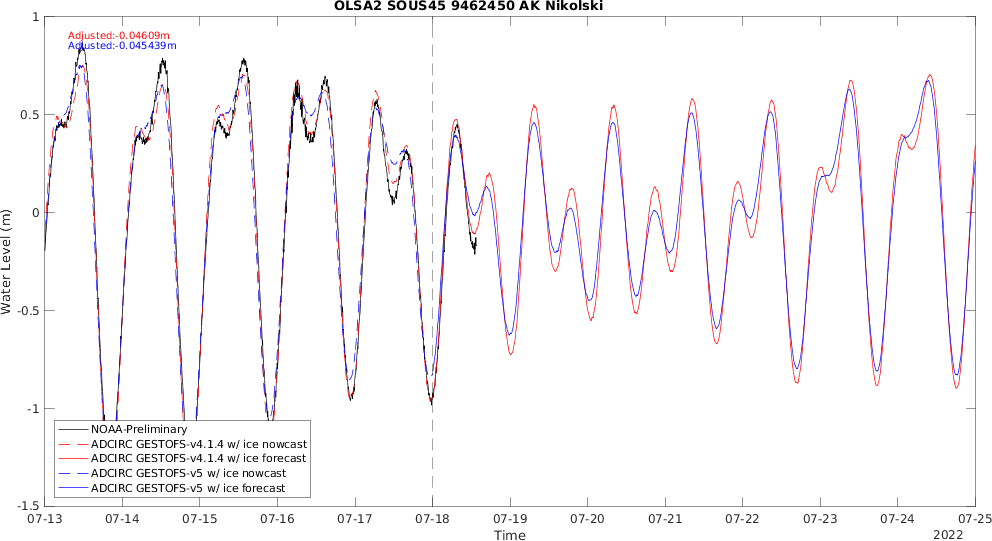 OLSA2 SOUS45 9462450 AK Nikolski
Adjusted:-0.04609m
Adjusted:-0.045439m
Water Level (m)
1
0.5
0
-0.5
-1
-1.5
NOAA-Preliminary
ADCIRC GESTOFS-v4.1.4 w/ ice nowcast
ADCIRC GESTOFS-v4.1.4 w/ ice forecast
ADCIRC GESTOFS-v5 w/ ice nowcast
ADCIRC GESTOFS-v5 w/ ice forecast
07-13 07-14 07-15 07-16 07-17 07-18 07-19 07-20 07-21 07-22 07-23 07-24 07-25
Time
2022